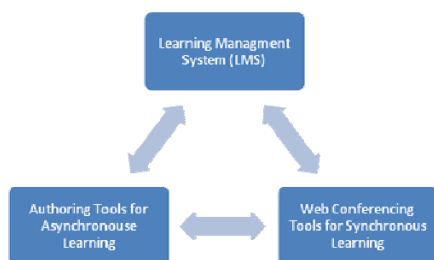 Learning Managment
System (LMS)
Authoring Tools for
Asynchronouse
Learning
Web Conferencing
Tools for Synchronous
Learning